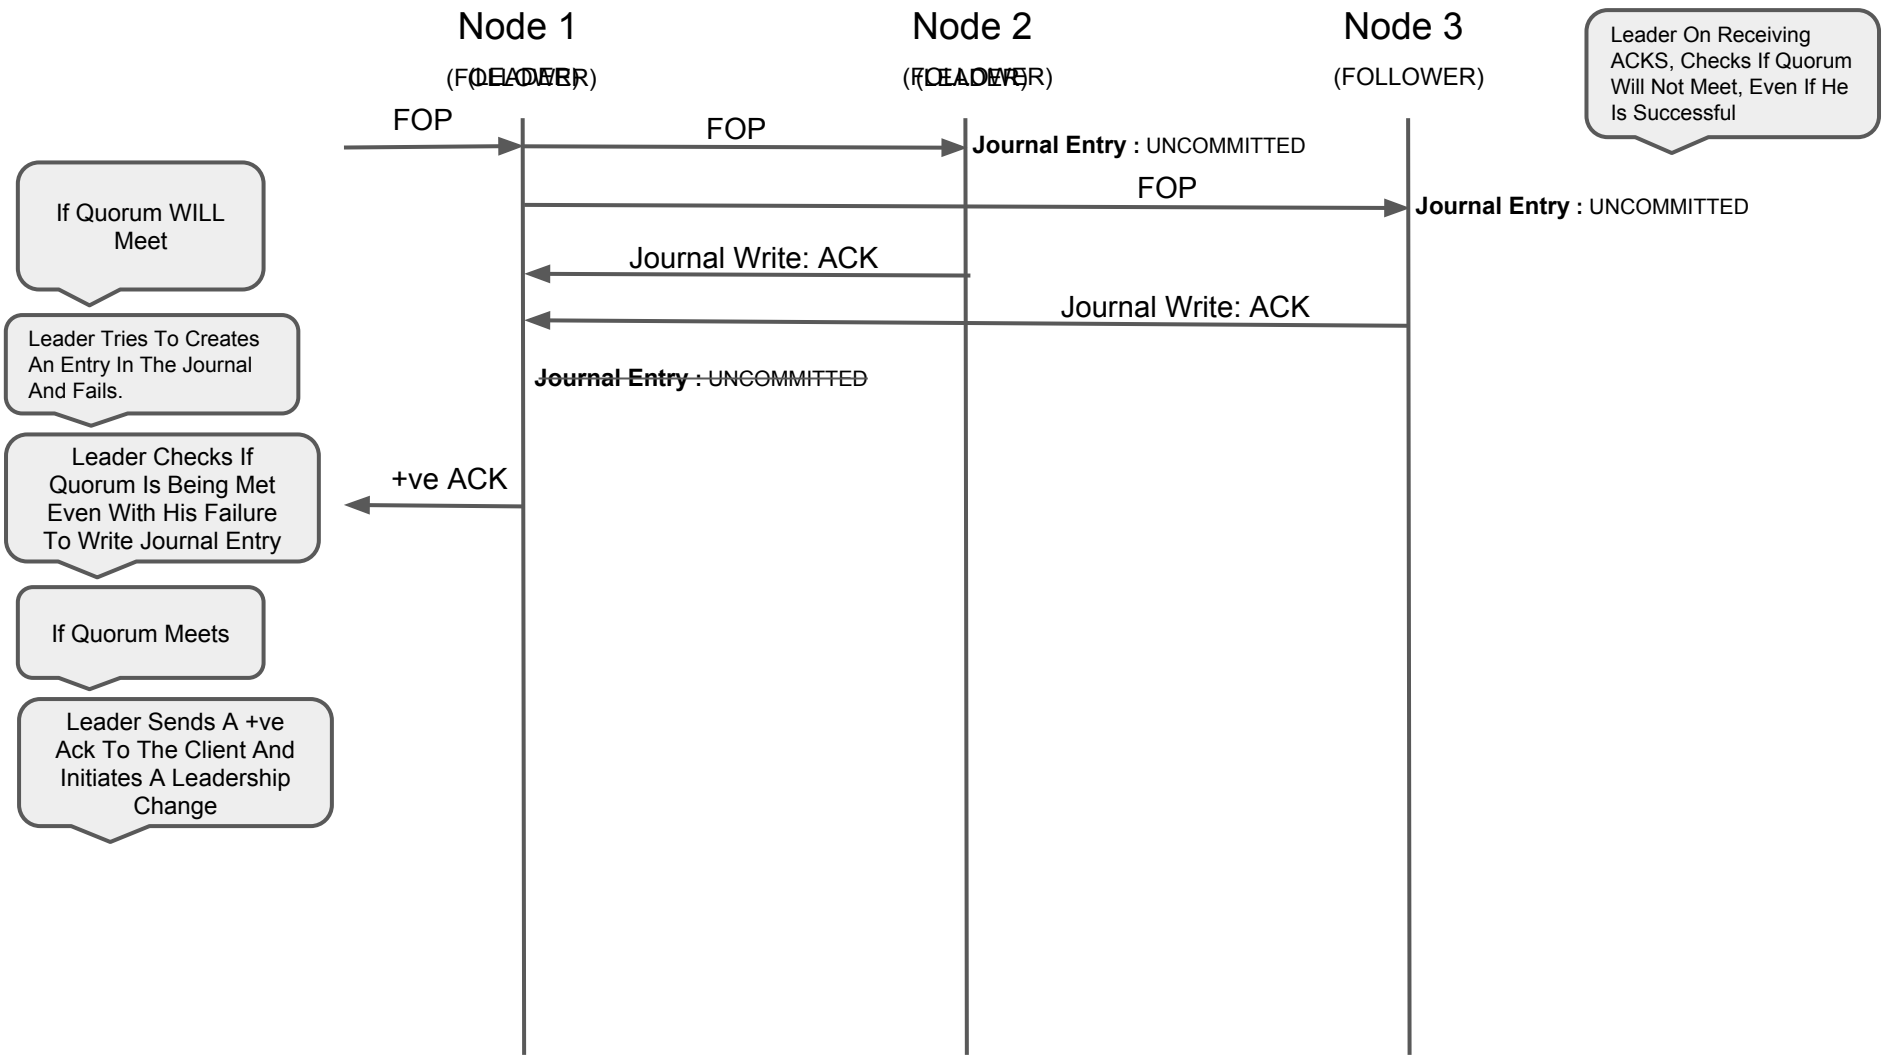 Node 1
Node 2
Node 3
(FOLLOWER)
(LEADER)
(FOLLOWER)
(LEADER)
(FOLLOWER)
Leader On Receiving
ACKS, Checks If Quorum
Will Not Meet, Even If He
Is Successful
FOP
FOP
Journal Entry : UNCOMMITTED
FOP
Journal Entry : UNCOMMITTED
If Quorum WILL
Meet
Journal Write: ACK
Journal Write: ACK
Leader Tries To Creates
An Entry In The Journal
And Fails.
Journal Entry : UNCOMMITTED
Leader Checks If
Quorum Is Being Met
Even With His Failure
To Write Journal Entry
+ve ACK
If Quorum Meets
Leader Sends A +ve
Ack To The Client And
Initiates A Leadership
Change